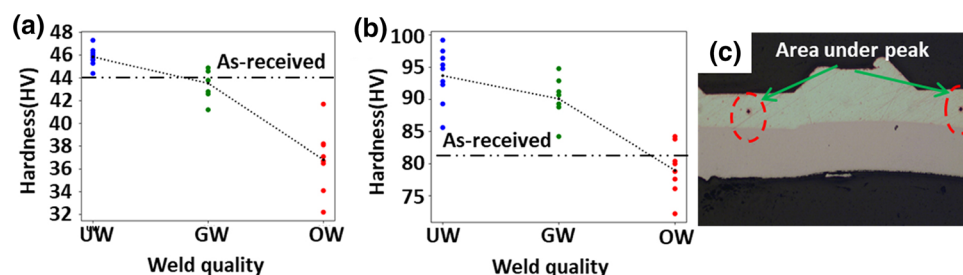 (a)
Hardness(HV)
48
46
44
42
40
38
36
34
32
As-received
UW
GW
OW
Weld quality
(b)
Hardness(HV)
100
95
90
85
80
75
As-received
UW
GW
OW
Weld quality
(c)
Area under peak